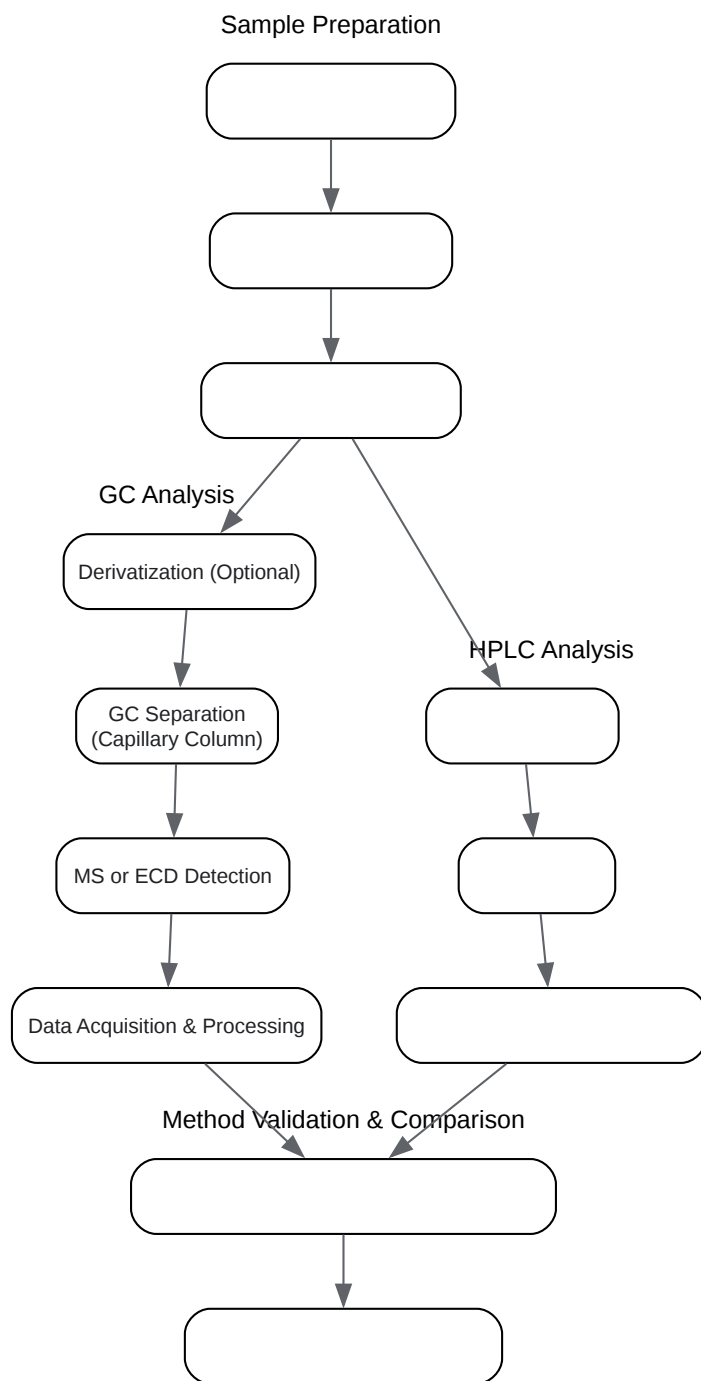 Sample Preparation
GC Analysis
Derivatization (Optional)
HPLC Analysis
GC Separation
(Capillary Column)
MS or ECD Detection
Data Acquisition & Processing
Method Validation & Comparison